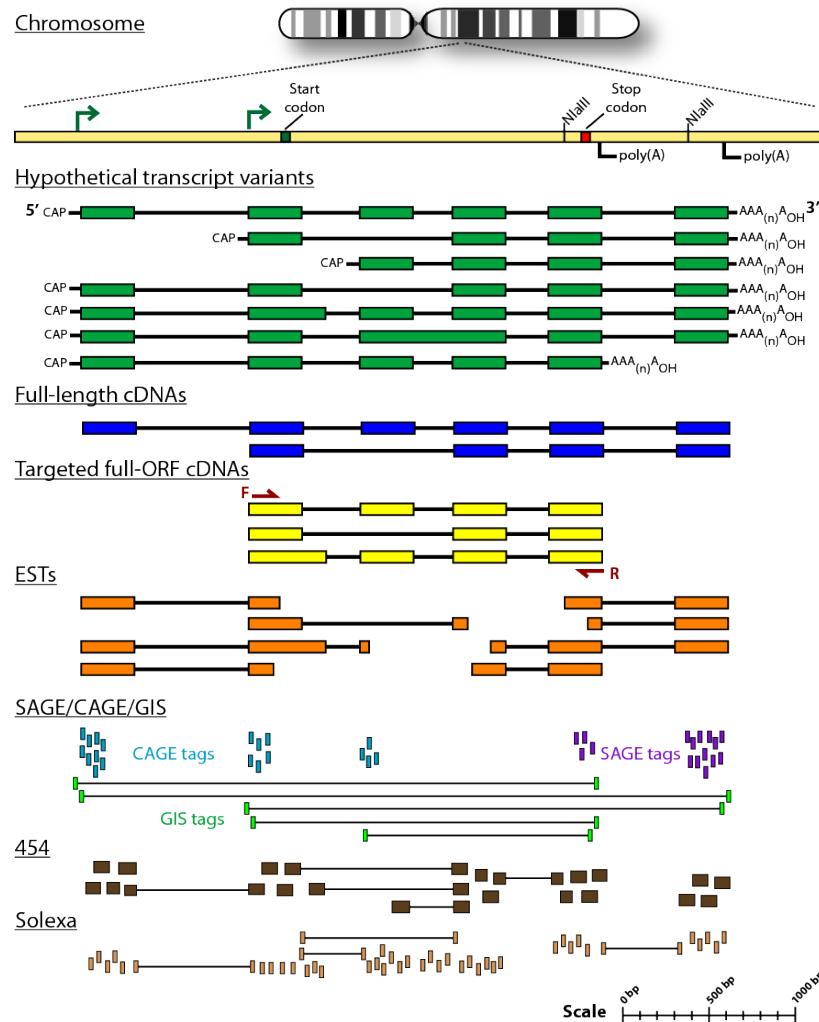 Chromosome
Start
codon
NlaIII
Stop
codon
NlaIII
poly(A)
poly(A)
Hypothetical transcript variants
5′ CAP AAA(n)AOH 3′
CAP AAA(n)AOH
CAP AAA(n)AOH
CAP AAA(n)AOH
CAP AAA(n)AOH
CAP AAA(n)AOH
CAP AAA(n)AOH
Full-length cDNAs
Targeted full-ORF cDNAs
F
R
ESTs
SAGE/CAGE/GIS
CAGE tags
SAGE tags
GIS tags
454
Solexa
Scale
0 bp
500 bp
1000 bp